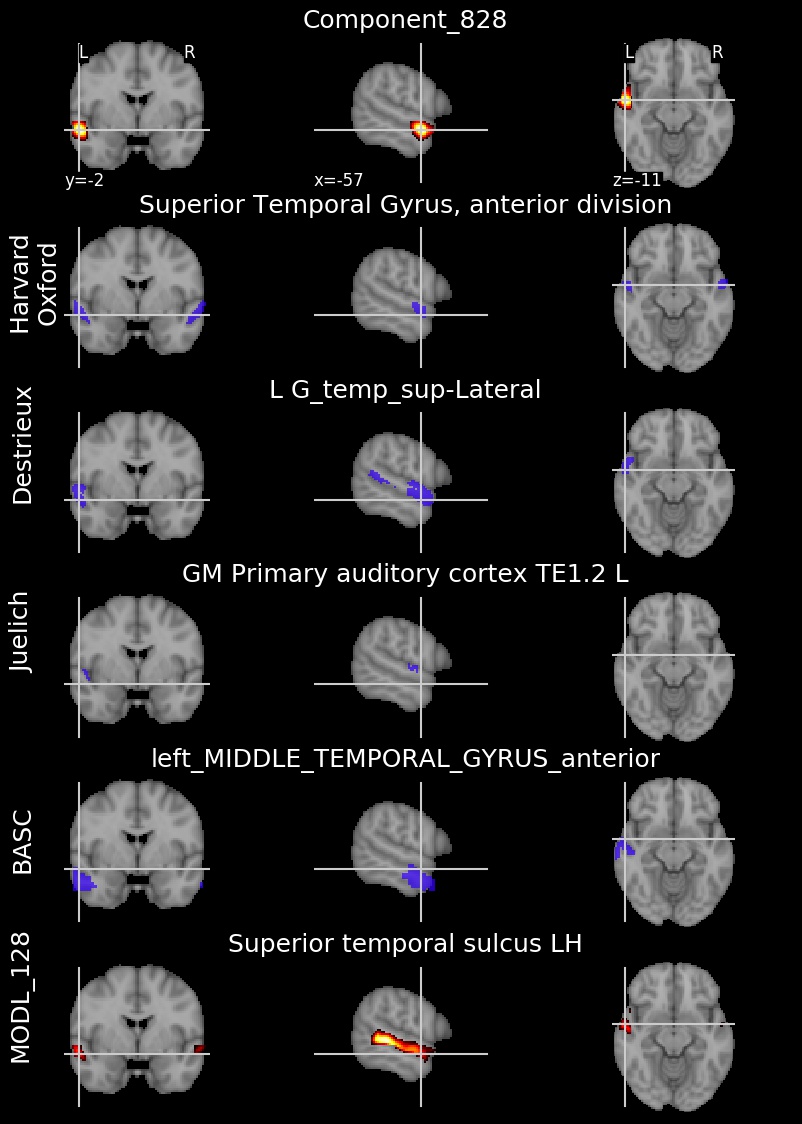 Component_828
L R
L R
y=-2
x=-57
z=-11
Superior Temporal Gyrus, anterior division
Harvard
Oxford
L G_temp_sup-Lateral
Destrieux
GM Primary auditory cortex TE1.2 L
Juelich
left_MIDDLE_TEMPORAL_GYRUS_anterior
BASC
Superior temporal sulcus LH
MODL_128